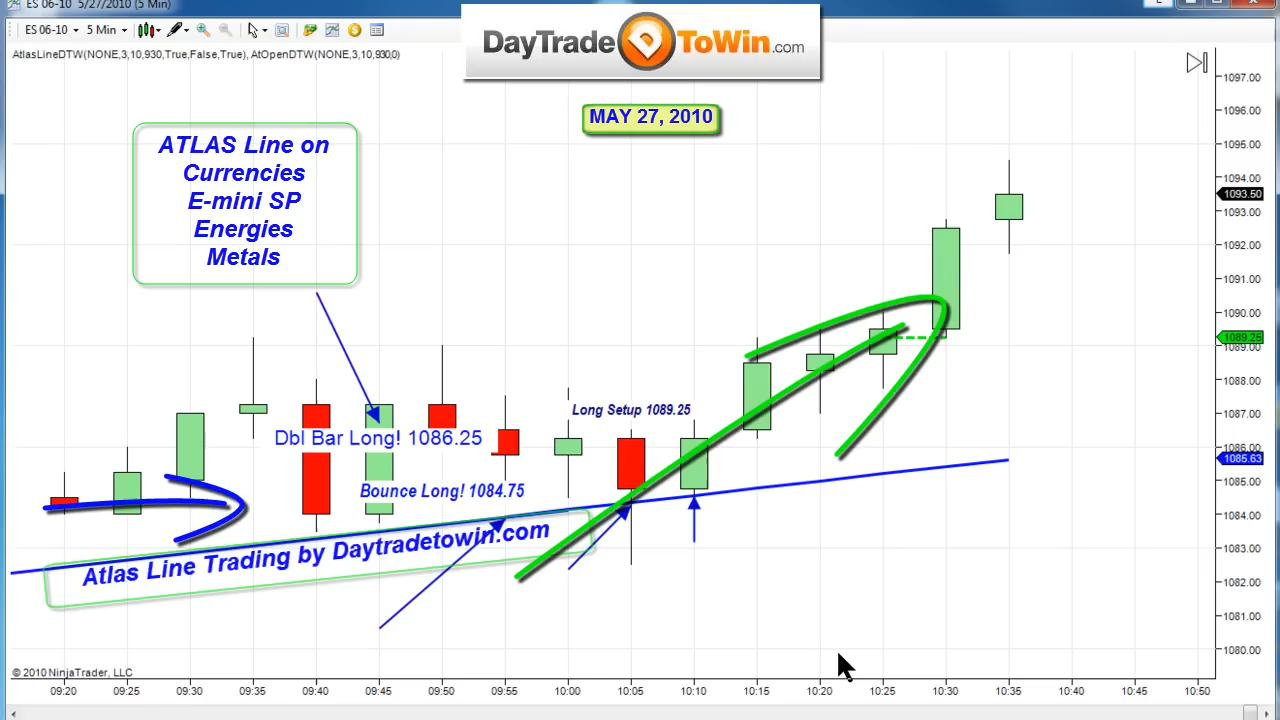 ES 06-10 5/27/2010 (5 Min)
ES 06-10 5 Min
AtlasLineDTW(NONE,3,10,930,True,False,True), AtOpenDTW(NONE,3,10,930,0)
DayTradeToWin.com
MAY 27, 2010
ATLAS Line on
Currencies
E-mini SP
Energies
Metals
Long Setup 1089.25
Dbl Bar Long! 1086.25
Bounce Long! 1084.75
Atlas Line Trading by Daytradetowin.com
1097.00
1096.00
1095.00
1094.00
1093.50
1093.00
1092.00
1091.00
1090.00
1089.25
1089.00
1088.00
1087.00
1086.00
1085.63
1085.00
1084.00
1083.00
1082.00
1081.00
1080.00
© 2010 NinjaTrader, LLC
09:20 09:25 09:30 09:35 09:40 09:45 09:50 09:55 10:00 10:05 10:10 10:15 10:20 10:25 10:30 10:35 10:40 10:45 10:50